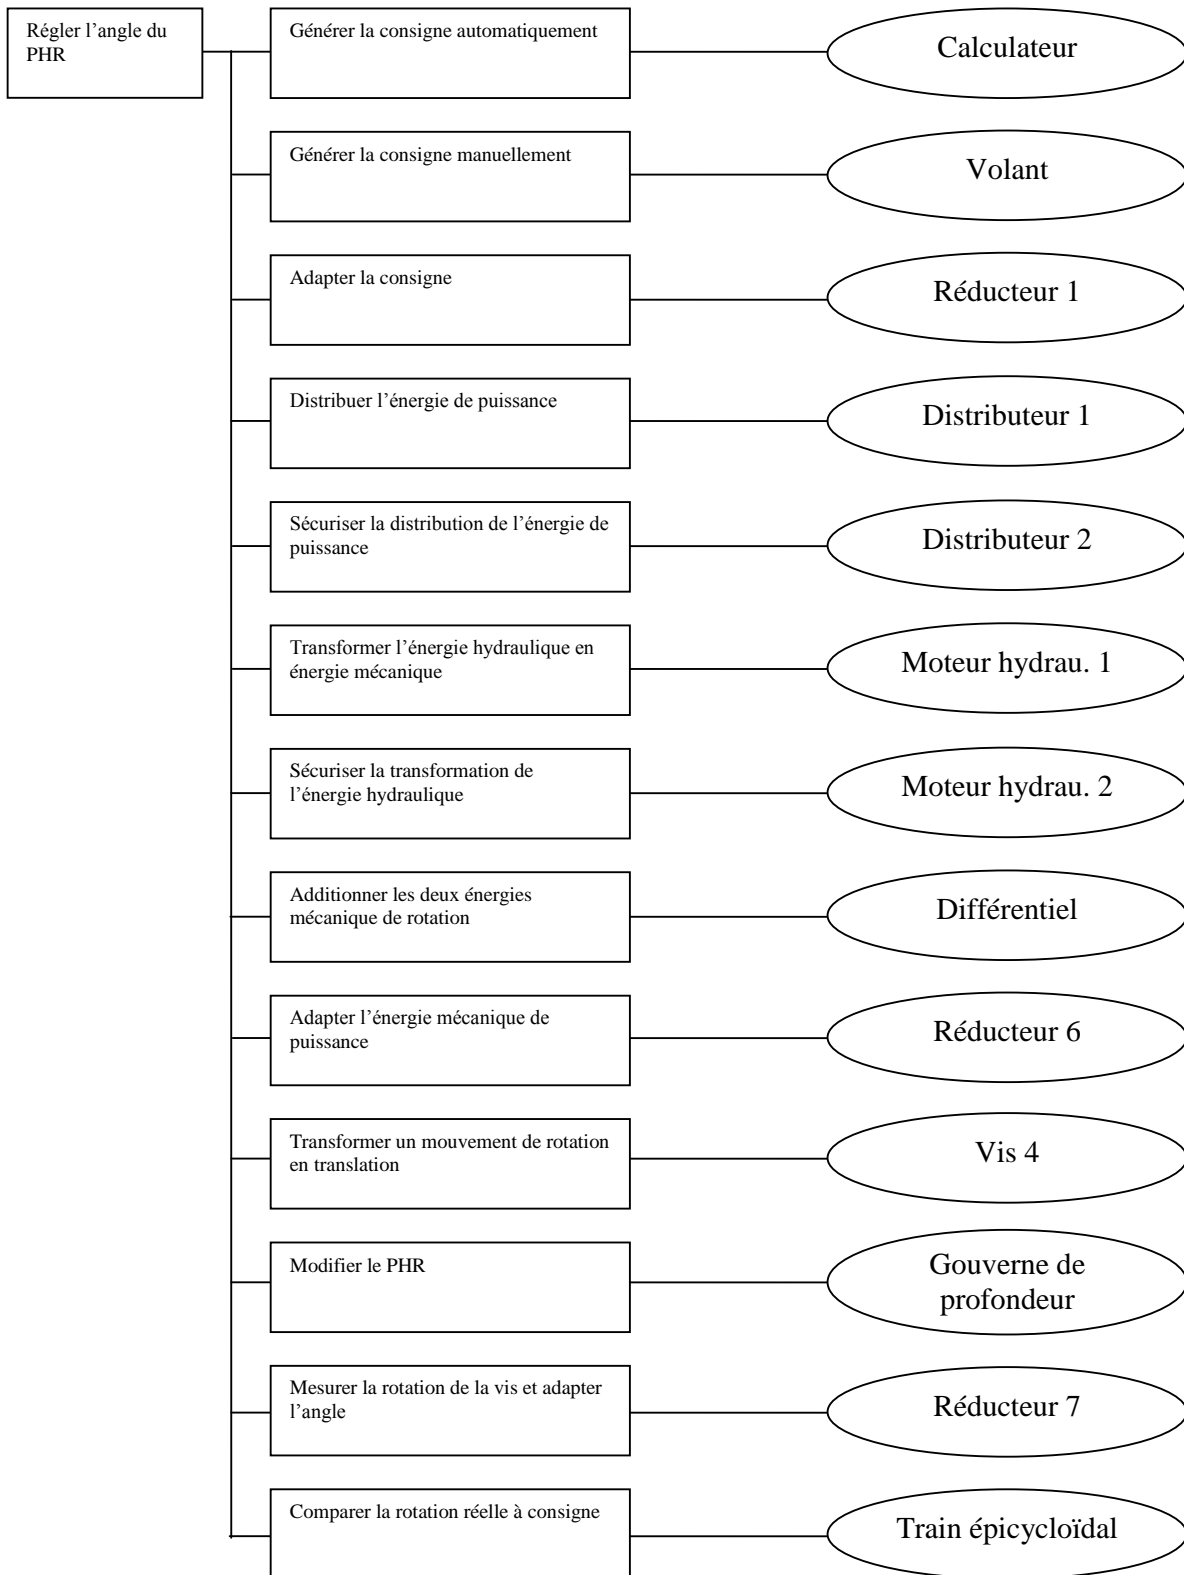 Régler l’angle du
PHR
Générer la consigne automatiquement
Calculateur
Générer la consigne manuellement
Volant
Adapter la consigne
Réducteur 1
Distribuer l’énergie de puissance
Distributeur 1
Sécuriser la distribution de l’énergie de
puissance
Distributeur 2
Transformer l’énergie hydraulique en
énergie mécanique
Moteur hydrau. 1
Sécuriser la transformation de
l’énergie hydraulique
Moteur hydrau. 2
Additionner les deux énergies
mécanique de rotation
Différentiel
Adapter l’énergie mécanique de
puissance
Réducteur 6
Transformer un mouvement de rotation
en translation
Vis 4
Modifier le PHR
Gouverne de
profondeur
Mesurer la rotation de la vis et adapter
l’angle
Réducteur 7
Comparer la rotation réelle à consigne
Train épicycloïdal